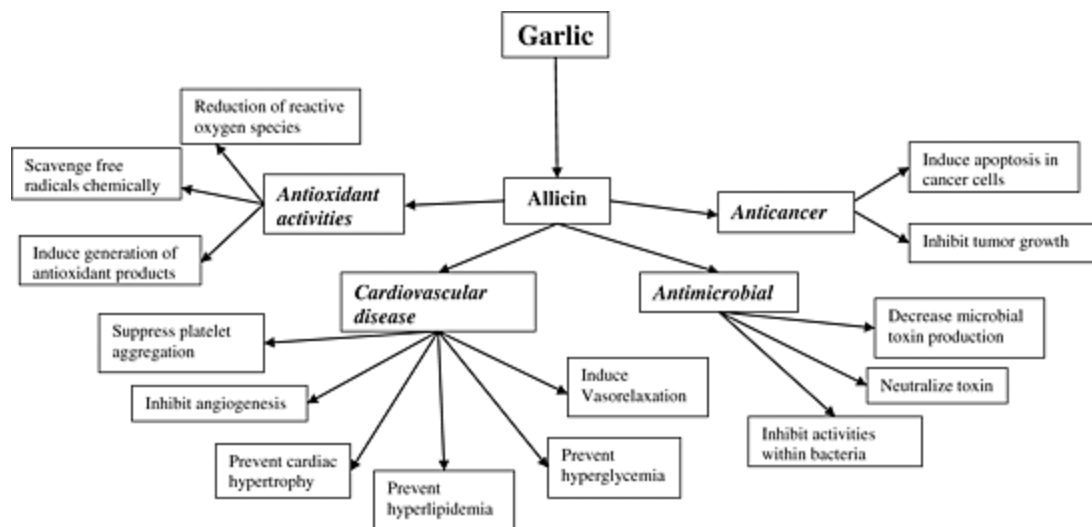 Garlic
Reduction of reactive
oxygen species
Scavenge free
radicals chemically
Antioxidant
activities
Allicin
Anticancer
Induce apoptosis in
cancer cells
Induce generation of
antioxidant products
Inhibit tumor growth
Cardiovascular
disease
Antimicrobial
Suppress platelet
aggregation
Decrease microbial
toxin production
Inhibit angiogenesis
Induce
Vasorelaxation
Neutralize toxin
Prevent cardiac
hypertrophy
Prevent
hyperlipidemia
Prevent
hyperglycemia
Inhibit activities
within bacteria